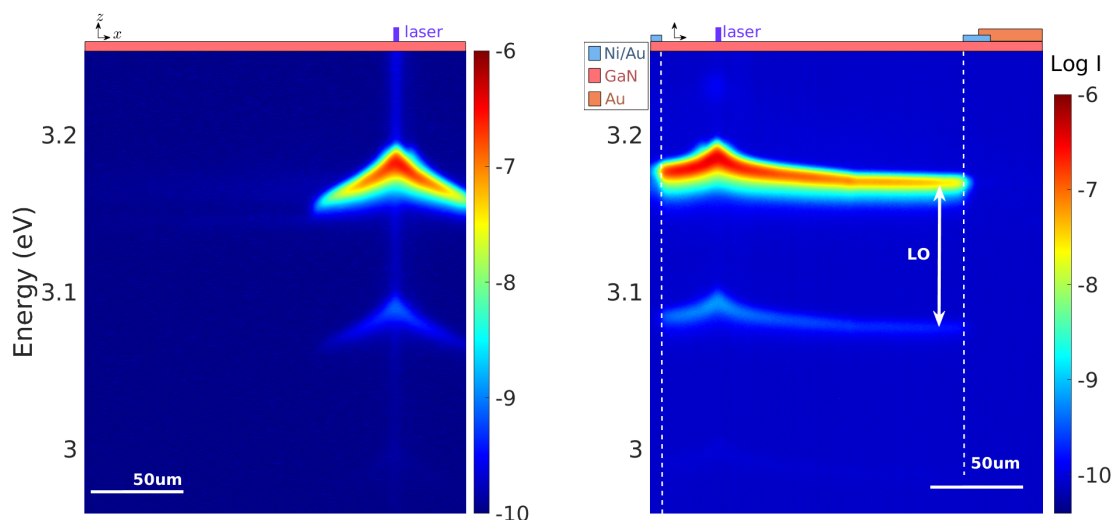 z
x
laser
-6
3.2
-7
3.1
-8
Energy (eV)
-9
3
50um
-10
laser
Ni/Au
GaN
Au
Log I
-6
3.2
-7
3.1
LO
-8
-9
3
50um
-10